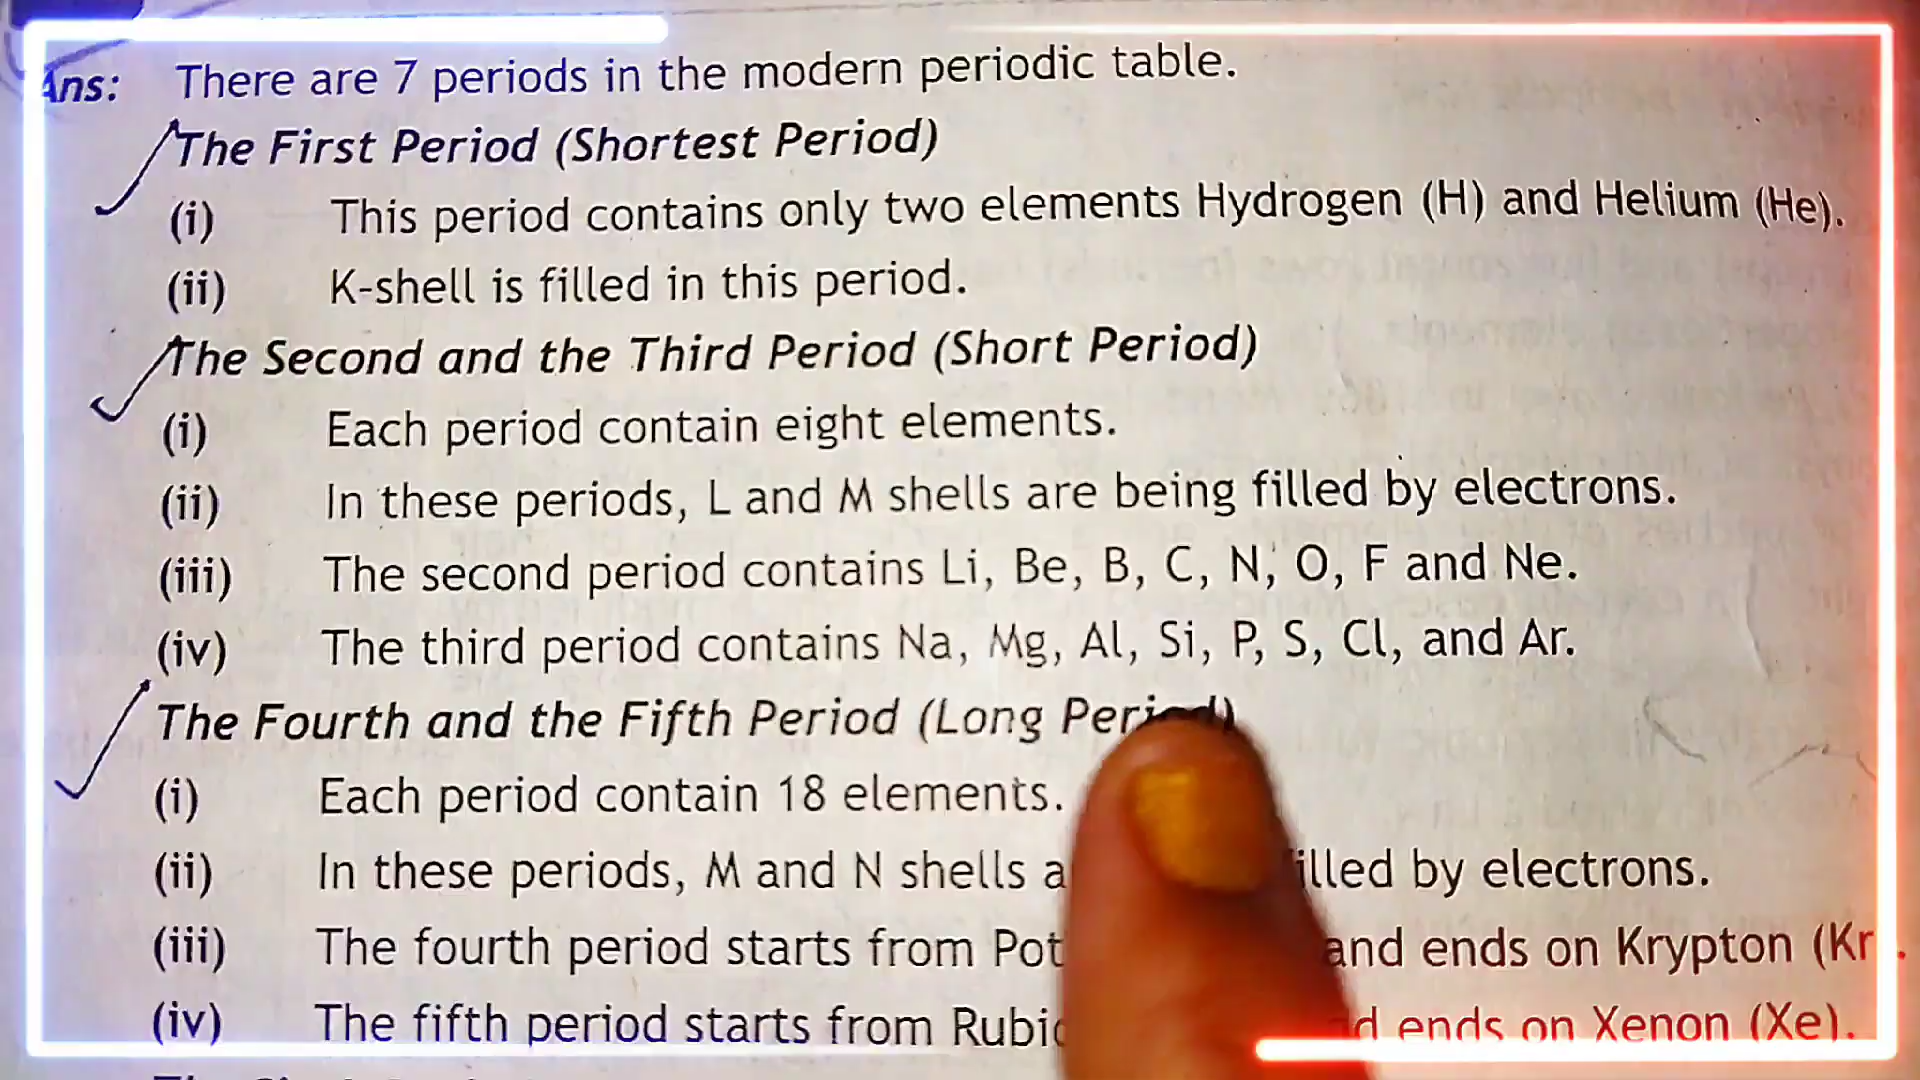 Ans: There are 7 periods in the modern periodic table.
The First Period (Shortest Period)
(i) This period contains only two elements Hydrogen (H) and Helium (He).
(ii) K-shell is filled in this period.
The Second and the Third Period (Short Period)
(i) Each period contain eight elements.
(ii) In these periods, L and M shells are being filled by electrons.
(iii) The second period contains Li, Be, B, C, N, O, F and Ne.
(iv) The third period contains Na, Mg, Al, Si, P, S, Cl, and Ar.
The Fourth and the Fifth Period (Long Period)
(i) Each period contain 18 elements.
(ii) In these periods, M and N shells by electrons.
(iii) The fourth period starts from and ends on Krypton (Kr
(iv) The fifth period starts from ends on Xenon (Xe).